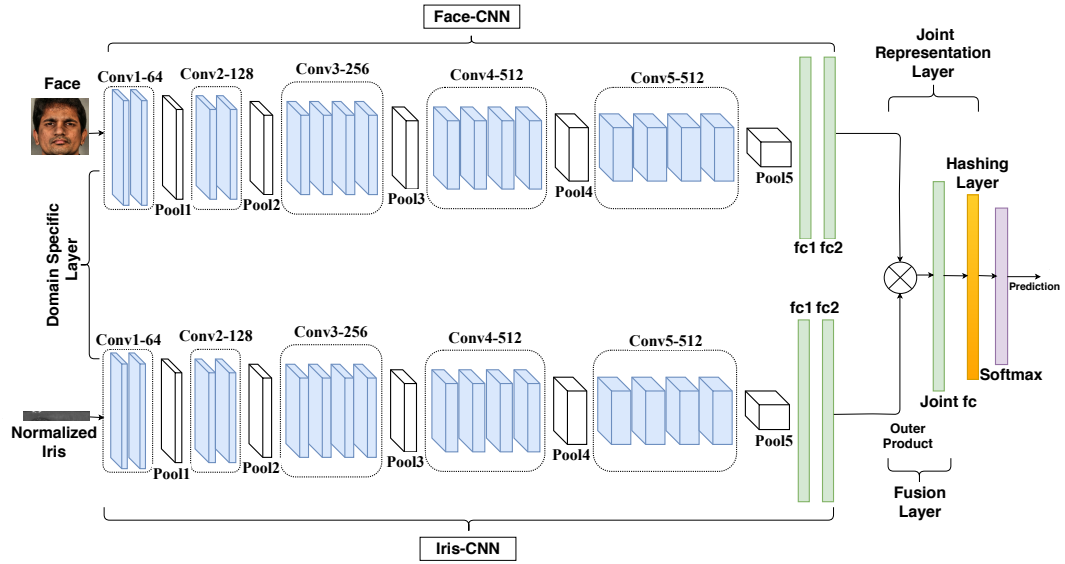 Face-CNN
Joint
Representation
Layer
Conv1-64
Conv2-128
Conv3-256
Conv4-512
Conv5-512
Face
Pool1
Pool2
Pool3
Pool4
Pool5
fc1 fc2
Hashing
Layer
Domain Specific
Layer
Prediction
fc1 fc2
Conv1-64
Conv2-128
Conv3-256
Conv4-512
Conv5-512
Softmax
Joint fc
Normalized
Iris
Pool1
Pool2
Pool3
Pool4
Pool5
Outer
Product
Fusion
Layer
Iris-CNN